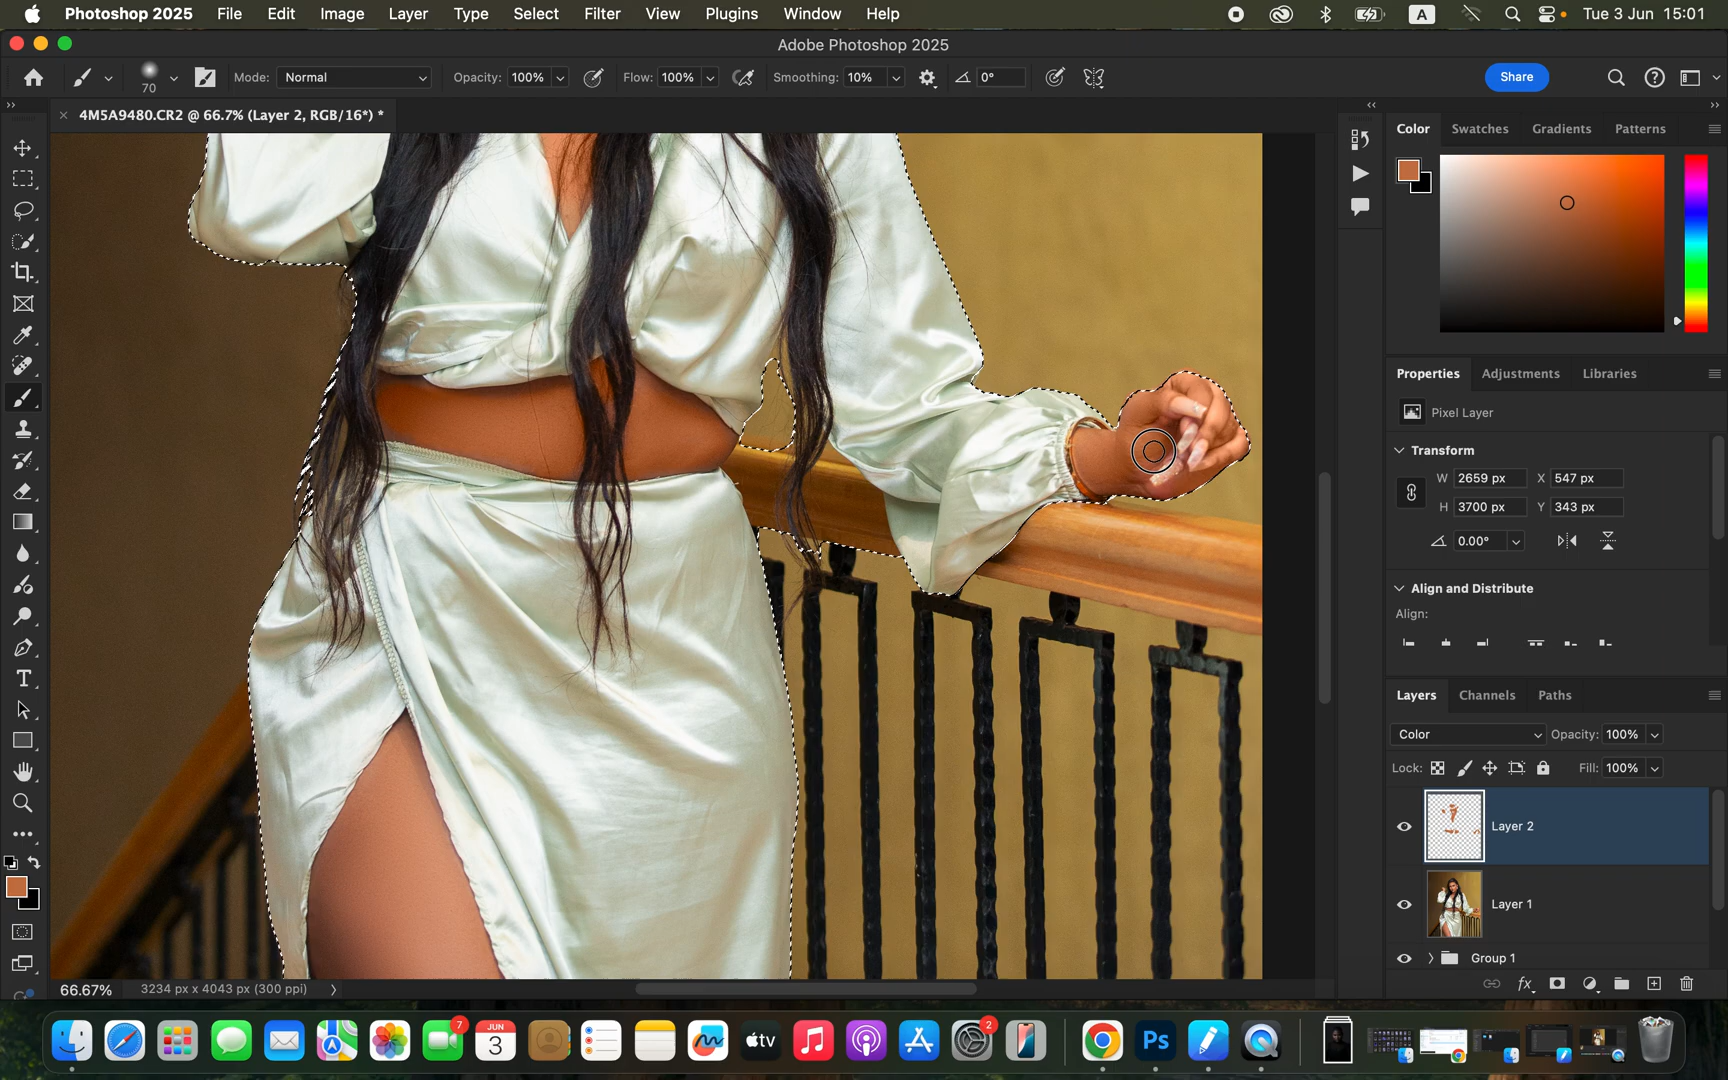 Photoshop 2025 File Edit Image Layer Type Select Filter View Plugins Window Help A Tue 3 Jun 15:01
Adobe Photoshop 2025
70 Mode: Normal Opacity: 100% Flow: 100% Smoothing: 10% 0° Share
4M5A9480.CR2 @ 66.7% (Layer 2, RGB/16*) *
Color Swatches Gradients Patterns
Properties Adjustments Libraries
Pixel Layer
Transform
W 2659 px X 547 px
H 3700 px Y 343 px
0.00°
Align and Distribute
Align:
Layers Channels Paths
Color Opacity: 100%
Lock: Fill: 100%
Layer 2
Layer 1
Group 1
fx
66.67% 3234 px x 4043 px (300 ppi)
7 JUN 3 tv 2 Ps